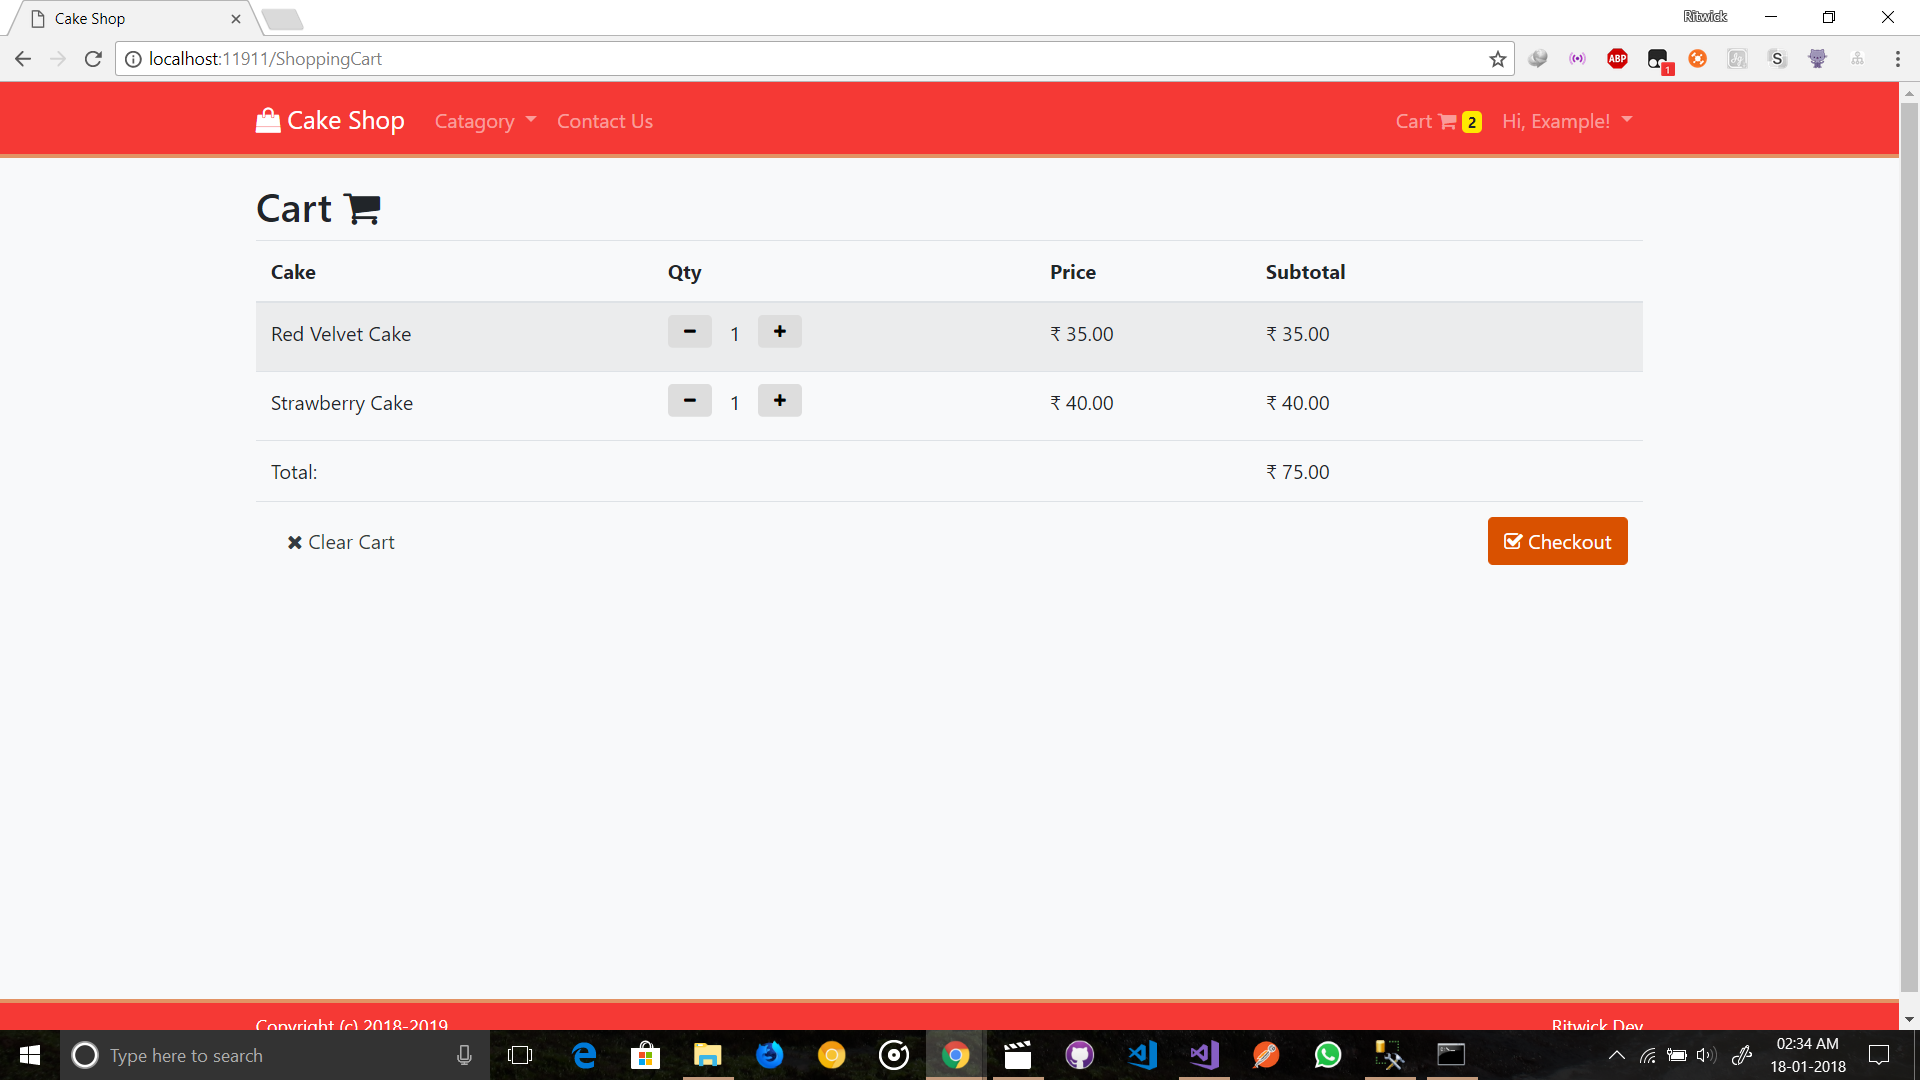 Cake Shop
Ritwick
localhost:11911/ShoppingCart
ABP
1
S
Cake Shop Catagory Contact Us Cart 2 Hi, Example!
Cart
Cake Qty Price Subtotal
Red Velvet Cake 1 ₹ 35.00 ₹ 35.00
Strawberry Cake 1 ₹ 40.00 ₹ 40.00
Total: ₹ 75.00
Clear Cart Checkout
Copyright (c) 2018-2019 Ritwick Dey
Type here to search
02:34 AM
18-01-2018